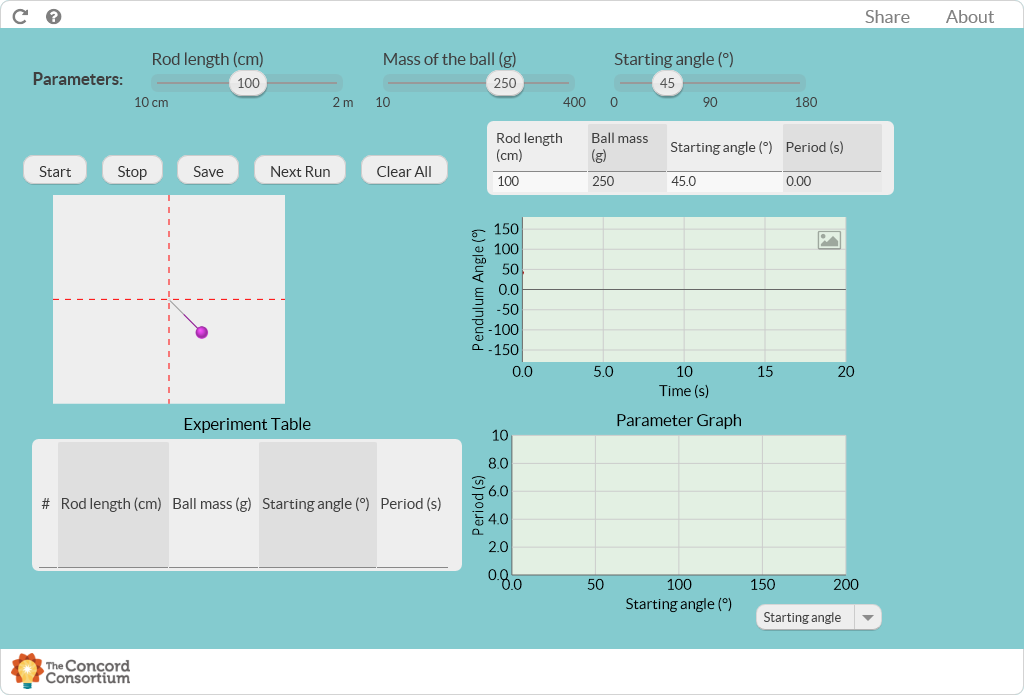 Share About
Parameters:
Rod length (cm)
100
10 cm 2 m
Mass of the ball (g)
250
10 400
Starting angle (°)
45
0 90 180
Start Stop Save Next Run Clear All
Rod length (cm) Ball mass (g) Starting angle (°) Period (s)
100 250 45.0 0.00
Pendulum Angle (°)
150
100
50
0.0
-50
-100
-150
0.0 5.0 10 15 20
Time (s)
Experiment Table
# Rod length (cm) Ball mass (g) Starting angle (°) Period (s)
Parameter Graph
Period (s)
10
8.0
6.0
4.0
2.0
0.0
0.0 50 100 150 200
Starting angle (°)
Starting angle
The Concord
Consortium